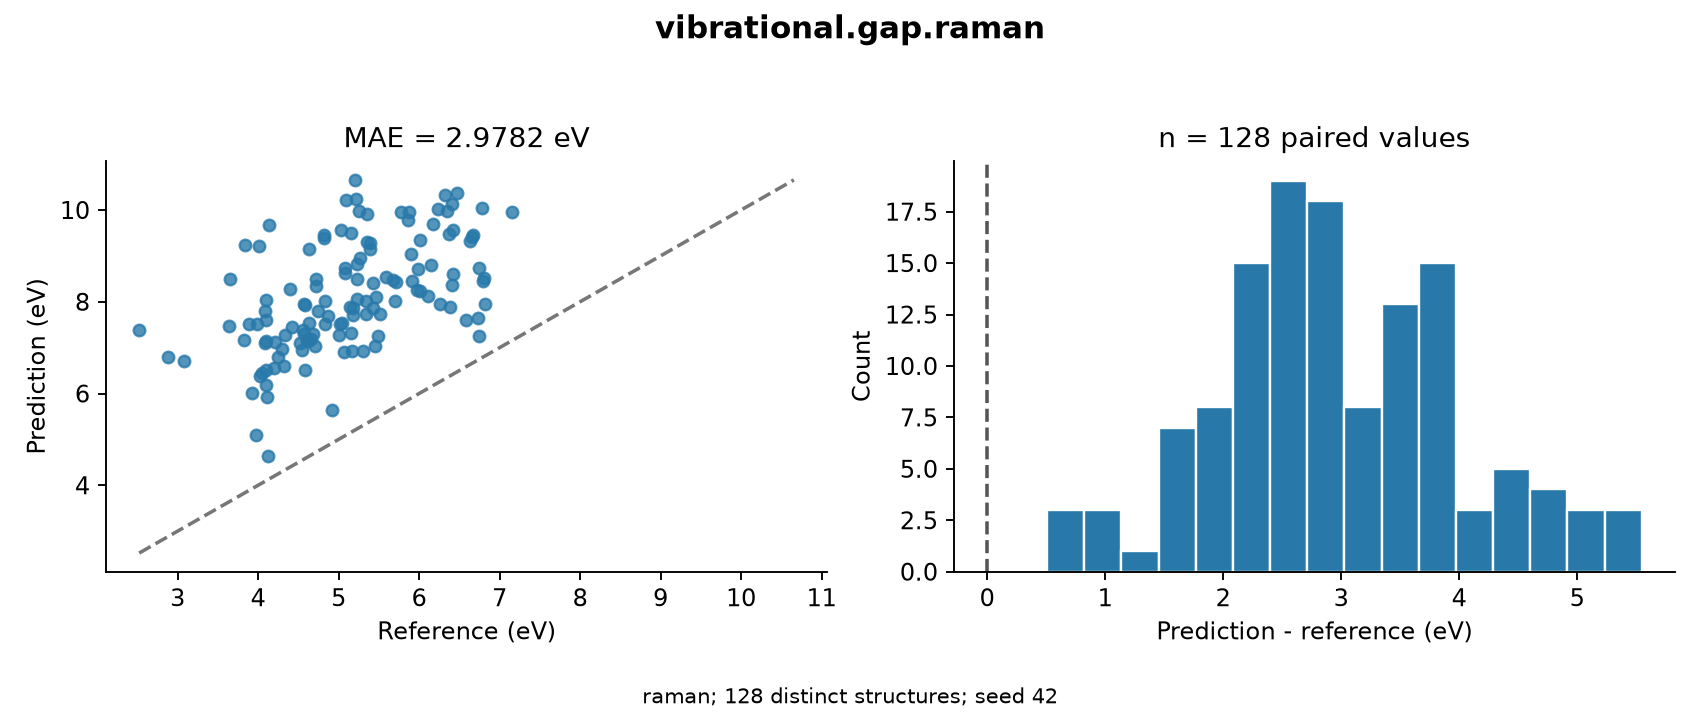 vibrational.gap.raman
MAE = 2.9782 eV
Prediction (eV)
10
8
6
4
3 4 5 6 7 8 9 10 11
Reference (eV)
n = 128 paired values
Count
17.5
15.0
12.5
10.0
7.5
5.0
2.5
0.0
0 1 2 3 4 5
Prediction - reference (eV)
raman; 128 distinct structures; seed 42